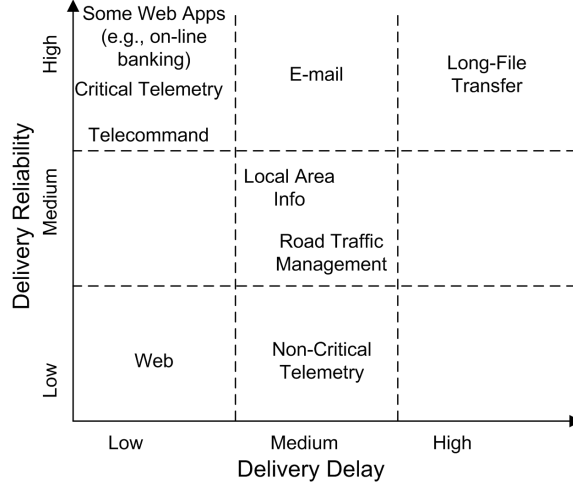 Some Web Apps
(e.g., on-line
banking)
Critical Telemetry
Telecommand
E-mail
Long-File
Transfer
Local Area
Info
Road Traffic
Management
Web
Non-Critical
Telemetry
High
Medium
Low
Delivery Reliability
Low
Medium
High
Delivery Delay